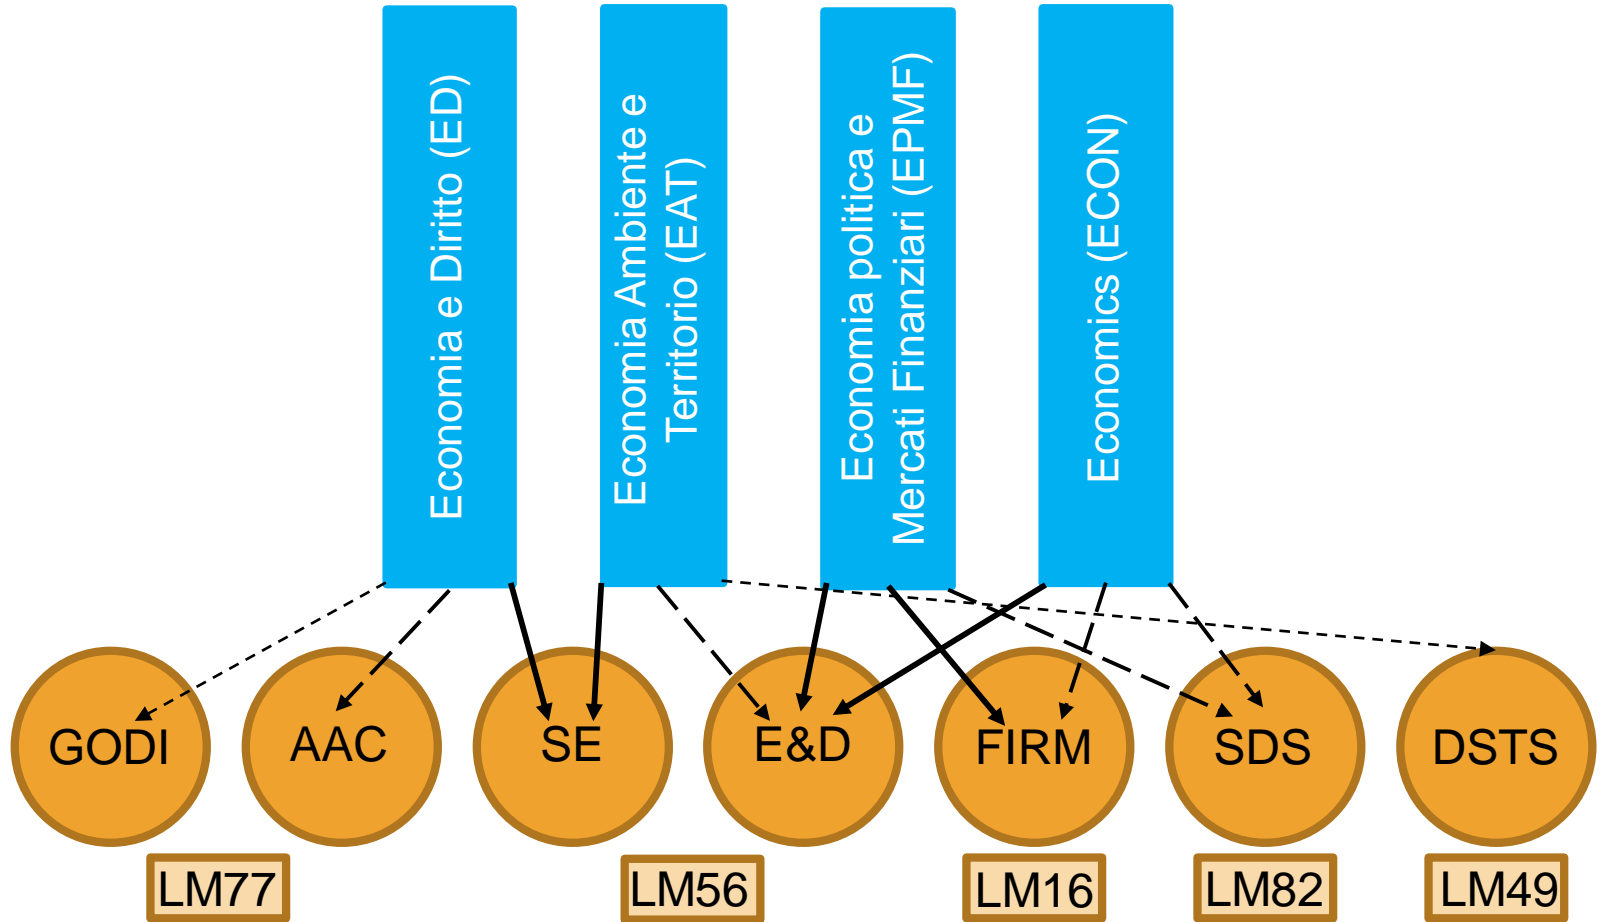 Economia e Diritto (ED)
Economia Ambiente e
Territorio (EAT)
Economia politica e
Mercati Finanziari (EPMF)
Economics (ECON)
GODI
AAC
SE
E&D
FIRM
SDS
DSTS
LM77
LM56
LM16
LM82
LM49